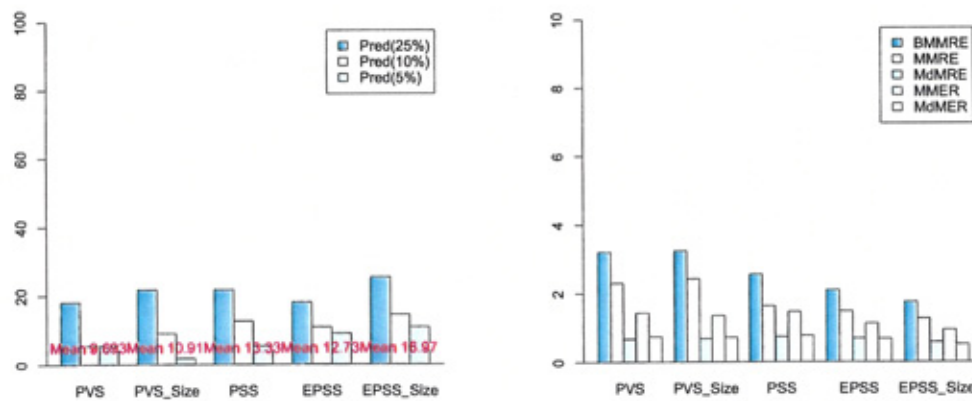 100
80
60
40
20
0
Pred(25%)
Pred(10%)
Pred(5%)
Mean 10.91
Mean 13.33
Mean 12.73
Mean 16.97
PVS
PVS_Size
PSS
EPSS
EPSS_Size
10
8
6
4
2
0
BMMRE
MMRE
MdMRE
MMER
MdMER
PVS
PVS_Size
PSS
EPSS
EPSS_Size